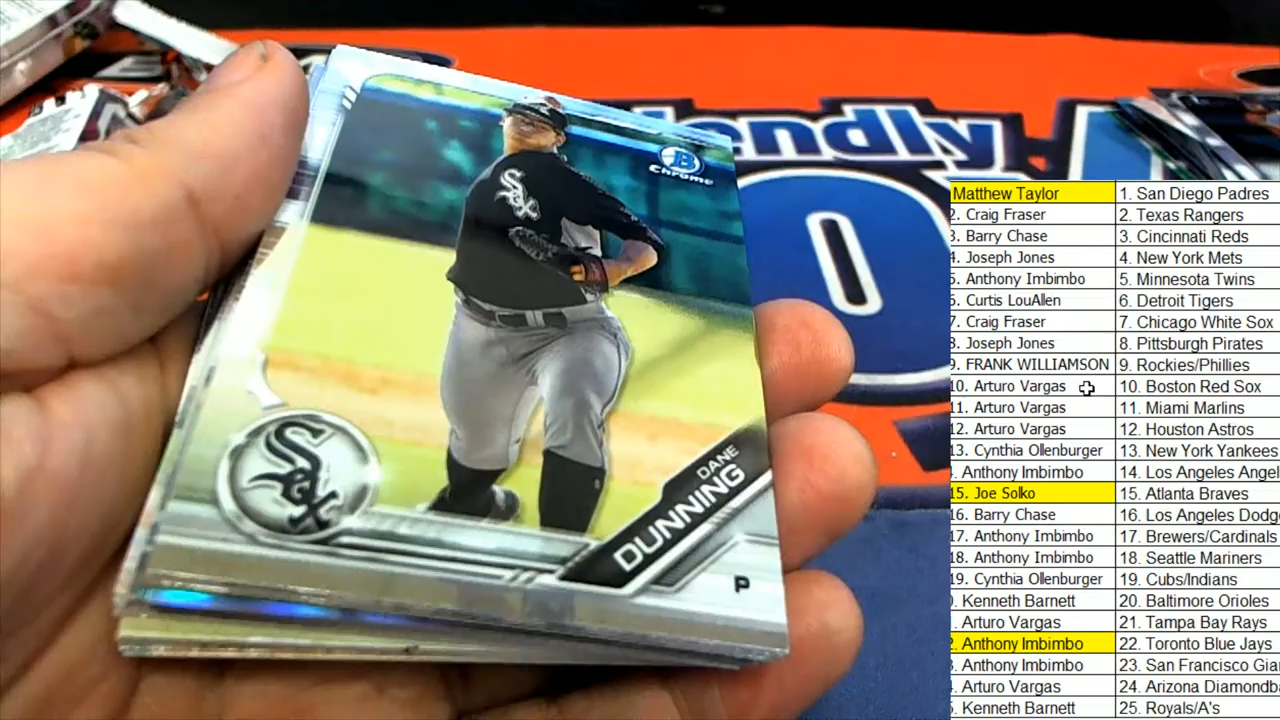 B
Chrome
Sox
Sox
DANE
DUNNING
P
endly
Matthew Taylor 1. San Diego Padres
2. Craig Fraser 2. Texas Rangers
3. Barry Chase 3. Cincinnati Reds
4. Joseph Jones 4. New York Mets
5. Anthony Imbimbo 5. Minnesota Twins
6. Curtis LouAllen 6. Detroit Tigers
7. Craig Fraser 7. Chicago White Sox
8. Joseph Jones 8. Pittsburgh Pirates
9. FRANK WILLIAMSON 9. Rockies/Phillies
10. Arturo Vargas 10. Boston Red Sox
11. Arturo Vargas 11. Miami Marlins
12. Arturo Vargas 12. Houston Astros
13. Cynthia Ollenburger 13. New York Yankees
. Anthony Imbimbo 14. Los Angeles Angel
15. Joe Solko 15. Atlanta Braves
16. Barry Chase 16. Los Angeles Dodg
17. Anthony Imbimbo 17. Brewers/Cardinals
18. Anthony Imbimbo 18. Seattle Mariners
19. Cynthia Ollenburger 19. Cubs/Indians
. Kenneth Barnett 20. Baltimore Orioles
. Arturo Vargas 21. Tampa Bay Rays
. Anthony Imbimbo 22. Toronto Blue Jays
. Anthony Imbimbo 23. San Francisco Gia
. Arturo Vargas 24. Arizona Diamondb
. Kenneth Barnett 25. Royals/A's